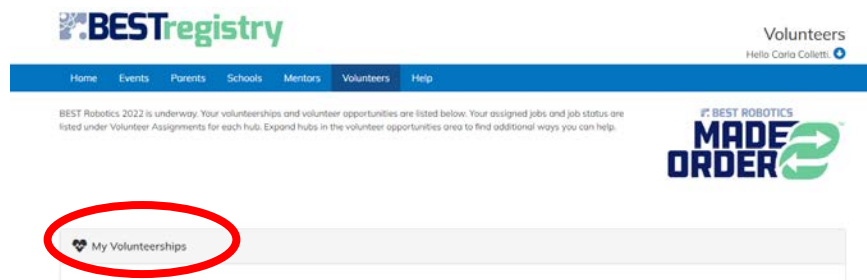 BESTregistry
Volunteers
Hello Carla Colletti.
Home Events Parents Schools Mentors Volunteers Help
BEST Robotics 2022 is underway. Your volunteerships and volunteer opportunities are listed below. Your assigned jobs and job status are
listed under Volunteer Assignments for each hub. Expand hubs in the volunteer opportunities area to find additional ways you can help.
BEST ROBOTICS
MADE
ORDER
My Volunteerships